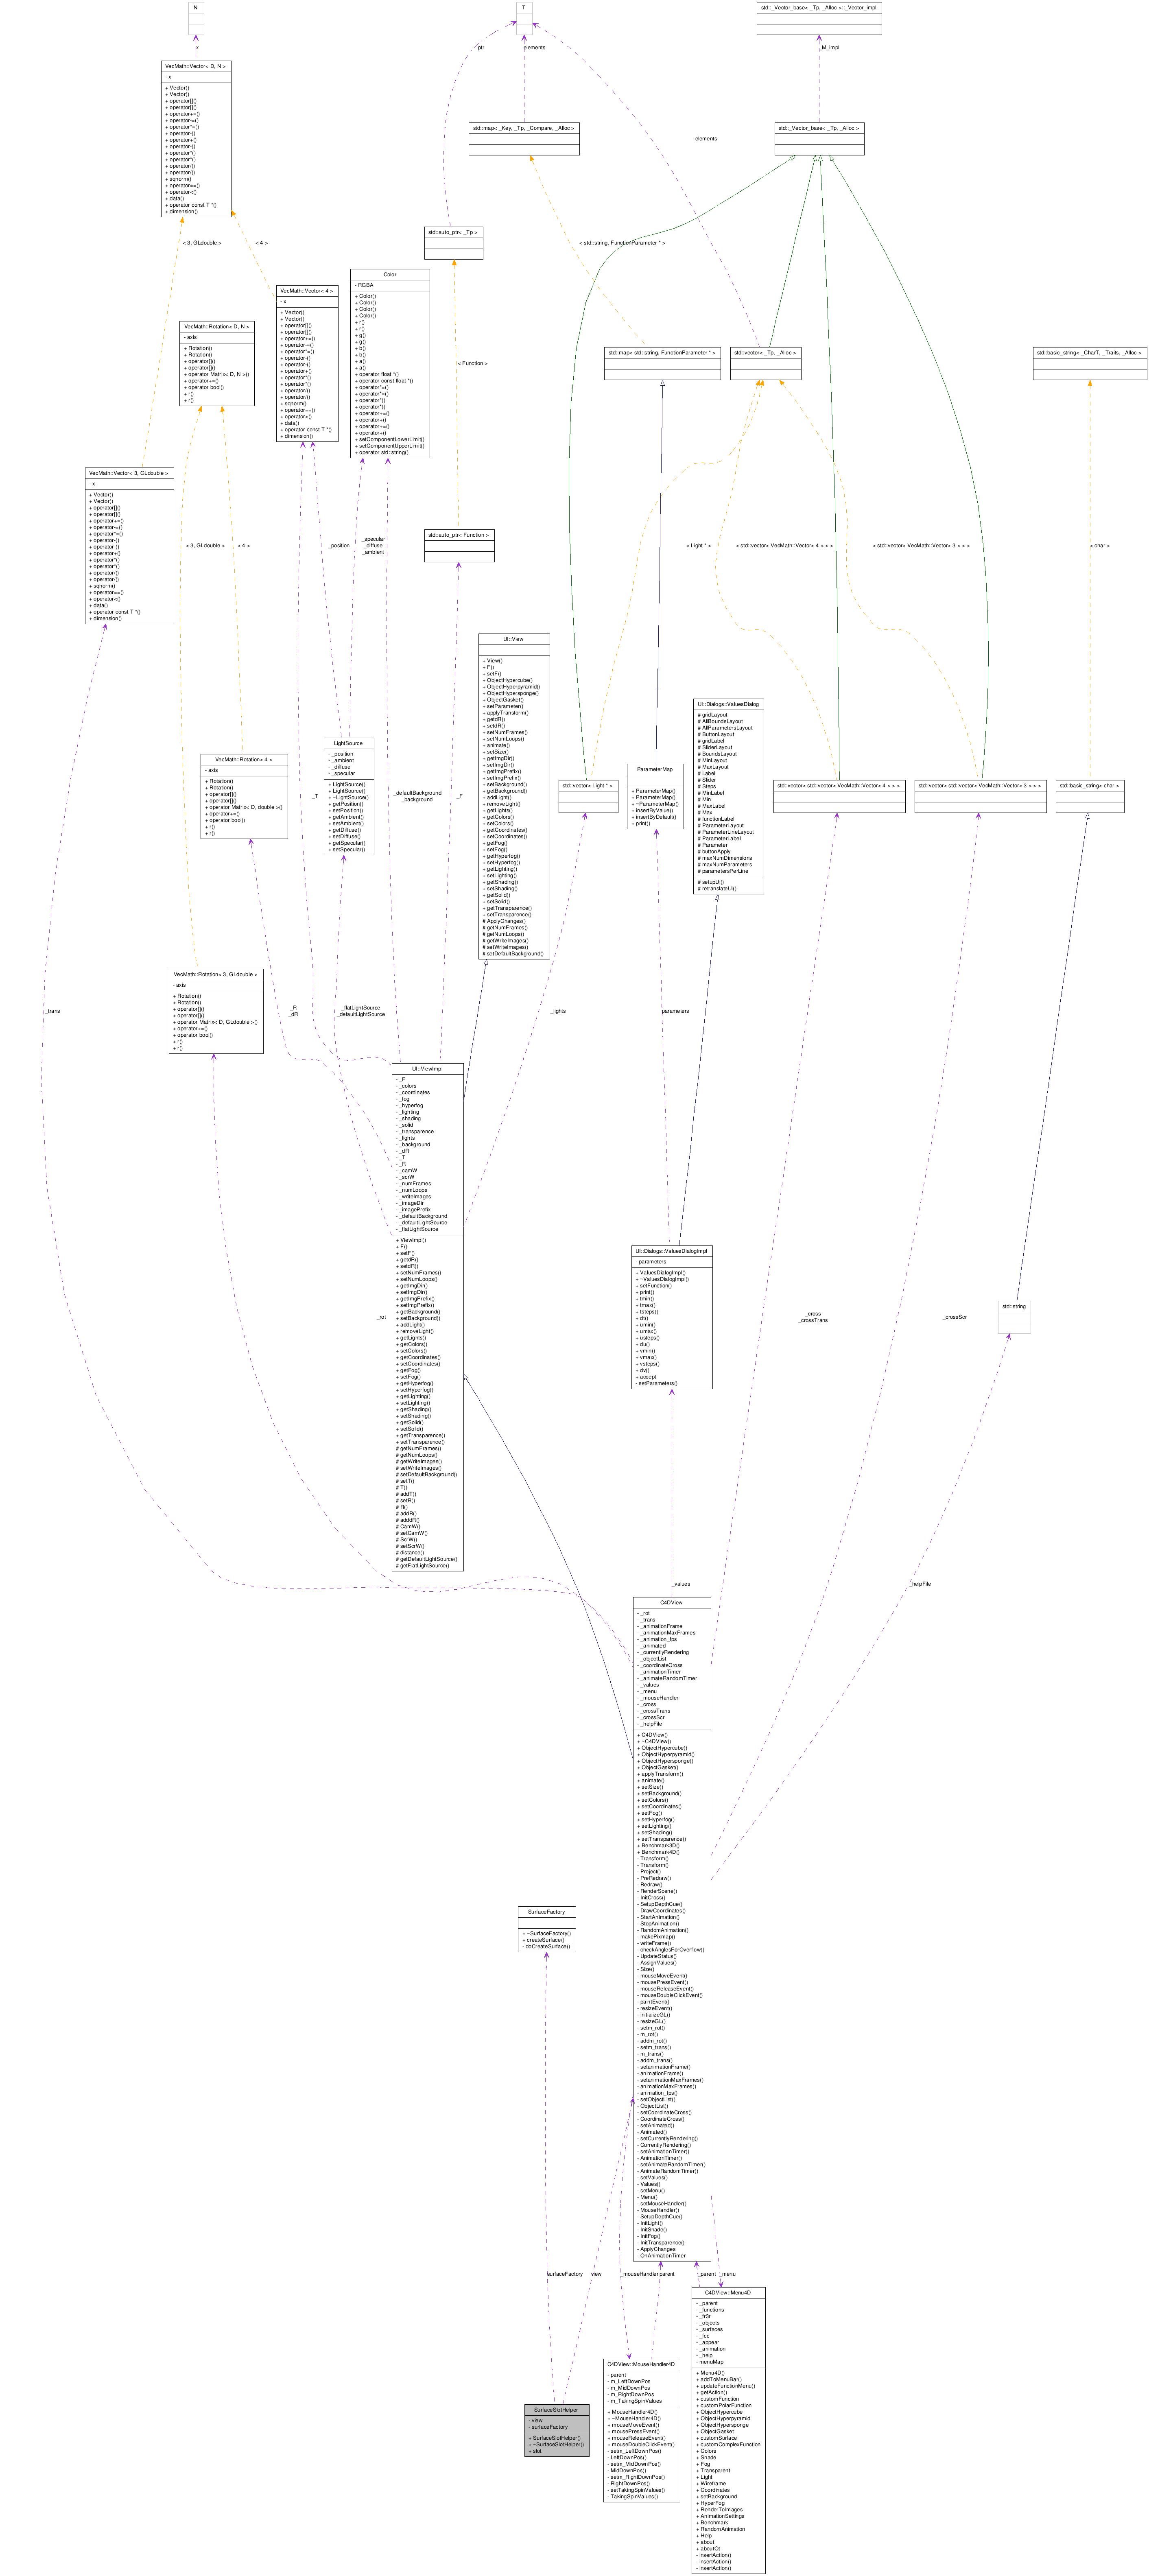 N
T
std::_Vector_base< _Tp, _Alloc >::_Vector_impl
x
ptr
elements
_M_impl
VecMath::Vector< D, N >
- x
+ Vector()
+ Vector()
+ operator[]()
+ operator[]()
+ operator+=()
+ operator-=()
+ operator*=()
+ operator-()
+ operator+()
+ operator-()
+ operator*()
+ operator*()
+ operator/()
+ operator/()
+ sqnorm()
+ operator==()
+ operator<()
+ data()
+ operator const T *()
+ dimension()
std::map< _Key, _Tp, _Compare, _Alloc >
std::_Vector_base< _Tp, _Alloc >
elements
std::auto_ptr< _Tp >
< 3, GLdouble >
< 4 >
< std::string, FunctionParameter * >
Color
- RGBA
+ Color()
+ Color()
+ Color()
+ Color()
+ r()
+ r()
+ g()
+ g()
+ b()
+ b()
+ a()
+ a()
+ operator float *()
+ operator const float *()
+ operator*=()
+ operator*=()
+ operator*()
+ operator*()
+ operator+=()
+ operator+()
+ operator+=()
+ operator+()
+ setComponentLowerLimit()
+ setComponentUpperLimit()
+ operator std::string()
VecMath::Vector< 4 >
- x
+ Vector()
+ Vector()
+ operator[]()
+ operator[]()
+ operator+=()
+ operator-=()
+ operator*=()
+ operator-()
+ operator-()
+ operator+()
+ operator*()
+ operator*()
+ operator/()
+ operator/()
+ sqnorm()
+ operator==()
+ operator<()
+ data()
+ operator const T *()
+ dimension()
VecMath::Rotation< D, N >
- axis
+ Rotation()
+ Rotation()
+ operator[]()
+ operator[]()
+ operator Matrix< D, N >()
+ operator+=()
+ operator bool()
+ r()
+ r()
< Function >
std::map< std::string, FunctionParameter * >
std::vector< _Tp, _Alloc >
std::basic_string< _CharT, _Traits, _Alloc >
VecMath::Vector< 3, GLdouble >
- x
+ Vector()
+ Vector()
+ operator[]()
+ operator[]()
+ operator+=()
+ operator-=()
+ operator*=()
+ operator-()
+ operator-()
+ operator+()
+ operator*()
+ operator*()
+ operator/()
+ operator/()
+ sqnorm()
+ operator==()
+ operator<()
+ data()
+ operator const T *()
+ dimension()
std::auto_ptr< Function >
< 3, GLdouble >
< 4 >
_position
_specular
_diffuse
_ambient
< Light * >
< std::vector< VecMath::Vector< 4 > > >
< std::vector< VecMath::Vector< 3 > > >
< char >
UI::View
+ View()
+ F()
+ setF()
+ ObjectHypercube()
+ ObjectHyperpyramid()
+ ObjectHypersponge()
+ ObjectGasket()
+ setParameter()
+ applyTransform()
+ getdR()
+ setdR()
+ setNumFrames()
+ setNumLoops()
+ animate()
+ setSize()
+ getImgDir()
+ setImgDir()
+ getImgPrefix()
+ setImgPrefix()
+ setBackground()
+ getBackground()
+ addLight()
+ removeLight()
+ getLights()
+ getColors()
+ setColors()
+ getCoordinates()
+ setCoordinates()
+ getFog()
+ setFog()
+ getHyperfog()
+ setHyperfog()
+ getLighting()
+ setLighting()
+ getShading()
+ setShading()
+ getSolid()
+ setSolid()
+ getTransparence()
+ setTransparence()
# ApplyChanges()
# getNumFrames()
# getNumLoops()
# getWriteImages()
# setWriteImages()
# setDefaultBackground()
UI::Dialogs::ValuesDialog
# gridLayout
# AllBoundsLayout
# AllParametersLayout
# ButtonLayout
# gridLabel
# SliderLayout
# BoundsLayout
# MinLayout
# MaxLayout
# Label
# Slider
# Steps
# MinLabel
# Min
# MaxLabel
# Max
# functionLabel
# ParameterLayout
# ParameterLineLayout
# ParameterLabel
# Parameter
# buttonApply
# maxNumDimensions
# maxNumParameters
# parametersPerLine
# setupUi()
# retranslateUi()
LightSource
- _position
- _ambient
- _diffuse
- _specular
+ LightSource()
+ LightSource()
+ ~LightSource()
+ getPosition()
+ setPosition()
+ getAmbient()
+ setAmbient()
+ getDiffuse()
+ setDiffuse()
+ getSpecular()
+ setSpecular()
VecMath::Rotation< 4 >
- axis
+ Rotation()
+ Rotation()
+ operator[]()
+ operator[]()
+ operator Matrix< D, double >()
+ operator+=()
+ operator bool()
+ r()
+ r()
_T
_defaultBackground
_background
_F
std::vector< Light * >
ParameterMap
+ ParameterMap()
+ ParameterMap()
+ ~ParameterMap()
+ insertByValue()
+ insertByDefault()
+ print()
std::vector< std::vector< VecMath::Vector< 4 > > >
std::vector< std::vector< VecMath::Vector< 3 > > >
std::basic_string< char >
VecMath::Rotation< 3, GLdouble >
- axis
+ Rotation()
+ Rotation()
+ operator[]()
+ operator[]()
+ operator Matrix< D, GLdouble >()
+ operator+=()
+ operator bool()
+ r()
+ r()
_trans
_R
_dR
_flatLightSource
_defaultLightSource
_lights
parameters
UI::ViewImpl
- _F
- _colors
- _coordinates
- _fog
- _hyperfog
- _lighting
- _shading
- _solid
- _transparence
- _lights
- _background
- _dR
- _T
- _R
- _camW
- _scrW
- _numFrames
- _numLoops
- _writeImages
- _imageDir
- _imagePrefix
- _defaultBackground
- _defaultLightSource
- _flatLightSource
+ ViewImpl()
+ F()
+ setF()
+ getdR()
+ setdR()
+ setNumFrames()
+ setNumLoops()
+ getImgDir()
+ setImgDir()
+ getImgPrefix()
+ setImgPrefix()
+ getBackground()
+ setBackground()
+ addLight()
+ removeLight()
+ getLights()
+ getColors()
+ setColors()
+ getCoordinates()
+ setCoordinates()
+ getFog()
+ setFog()
+ getHyperfog()
+ setHyperfog()
+ getLighting()
+ setLighting()
+ getShading()
+ setShading()
+ getSolid()
+ setSolid()
+ getTransparence()
+ setTransparence()
# getNumFrames()
# getNumLoops()
# getWriteImages()
# setWriteImages()
# setDefaultBackground()
# setT()
# T()
# addT()
# setR()
# R()
# addR()
# adddR()
# CamW()
# setCamW()
# ScrW()
# setScrW()
# distance()
# getDefaultLightSource()
# getFlatLightSource()
UI::Dialogs::ValuesDialogImpl
- parameters
+ ValuesDialogImpl()
+ ~ValuesDialogImpl()
+ setFunction()
+ print()
+ tmin()
+ tmax()
+ tsteps()
+ dt()
+ umin()
+ umax()
+ usteps()
+ du()
+ vmin()
+ vmax()
+ vsteps()
+ dv()
+ accept
- setParameters()
std::string
_rot
_cross
_crossTrans
_crossScr
_values
_helpFile
C4DView
- _rot
- _trans
- _animationFrame
- _animationMaxFrames
- _animation_fps
- _animated
- _currentlyRendering
- _objectList
- _coordinateCross
- _animationTimer
- _animateRandomTimer
- _values
- _menu
- _mouseHandler
- _cross
- _crossTrans
- _crossScr
- _helpFile
+ C4DView()
+ ~C4DView()
+ ObjectHypercube()
+ ObjectHyperpyramid()
+ ObjectHypersponge()
+ ObjectGasket()
+ applyTransform()
+ animate()
+ setSize()
+ setBackground()
+ setColors()
+ setCoordinates()
+ setFog()
+ setHyperfog()
+ setLighting()
+ setShading()
+ setTransparence()
+ Benchmark3D()
+ Benchmark4D()
- Transform()
- Transform()
- Project()
- PreRedraw()
- Redraw()
- RenderScene()
- InitCross()
- SetupDepthCue()
- DrawCoordinates()
- StartAnimation()
- StopAnimation()
- RandomAnimation()
- makePixmap()
- writeFrame()
- checkAnglesForOverflow()
- UpdateStatus()
- AssignValues()
- Size()
- mouseMoveEvent()
- mousePressEvent()
- mouseReleaseEvent()
- mouseDoubleClickEvent()
- paintEvent()
- resizeEvent()
- initializeGL()
- resizeGL()
- setm_rot()
- m_rot()
- addm_rot()
- setm_trans()
- m_trans()
- addm_trans()
- setanimationFrame()
- animationFrame()
- setanimationMaxFrames()
- animationMaxFrames()
- animation_fps()
- setObjectList()
- ObjectList()
- setCoordinateCross()
- CoordinateCross()
- setAnimated()
- Animated()
- setCurrentlyRendering()
- CurrentlyRendering()
- setAnimationTimer()
- AnimationTimer()
- setAnimateRandomTimer()
- AnimateRandomTimer()
- setValues()
- Values()
- setMenu()
- Menu()
- setMouseHandler()
- MouseHandler()
- SetupDepthCue()
- InitLight()
- InitShade()
- InitFog()
- InitTransparence()
- ApplyChanges
- OnAnimationTimer
SurfaceFactory
+ ~SurfaceFactory()
+ createSurface()
- doCreateSurface()
surfaceFactory
view
_mouseHandler
parent
_parent
_menu
C4DView::Menu4D
- _parent
- _functions
- _fr3r
- _objects
- _surfaces
- _fcc
- _appear
- _animation
- _help
- menuMap
+ Menu4D()
+ addToMenuBar()
+ updateFunctionMenu()
+ getAction()
+ customFunction
+ customPolarFunction
+ ObjectHypercube
+ ObjectHyperpyramid
+ ObjectHypersponge
+ ObjectGasket
+ customSurface
+ customComplexFunction
+ Colors
+ Shade
+ Fog
+ Transparent
+ Light
+ Wireframe
+ Coordinates
+ setBackground
+ HyperFog
+ RenderToImages
+ AnimationSettings
+ Benchmark
+ RandomAnimation
+ Help
+ about
+ aboutQt
- insertAction()
- insertAction()
- insertAction()
C4DView::MouseHandler4D
- parent
- m_LeftDownPos
- m_MidDownPos
- m_RightDownPos
- m_TakingSpinValues
+ MouseHandler4D()
+ ~MouseHandler4D()
+ mouseMoveEvent()
+ mousePressEvent()
+ mouseReleaseEvent()
+ mouseDoubleClickEvent()
- setm_LeftDownPos()
- LeftDownPos()
- setm_MidDownPos()
- MidDownPos()
- setm_RightDownPos()
- RightDownPos()
- setTakingSpinValues()
- TakingSpinValues()
SurfaceSlotHelper
- view
- surfaceFactory
+ SurfaceSlotHelper()
+ ~SurfaceSlotHelper()
+ slot